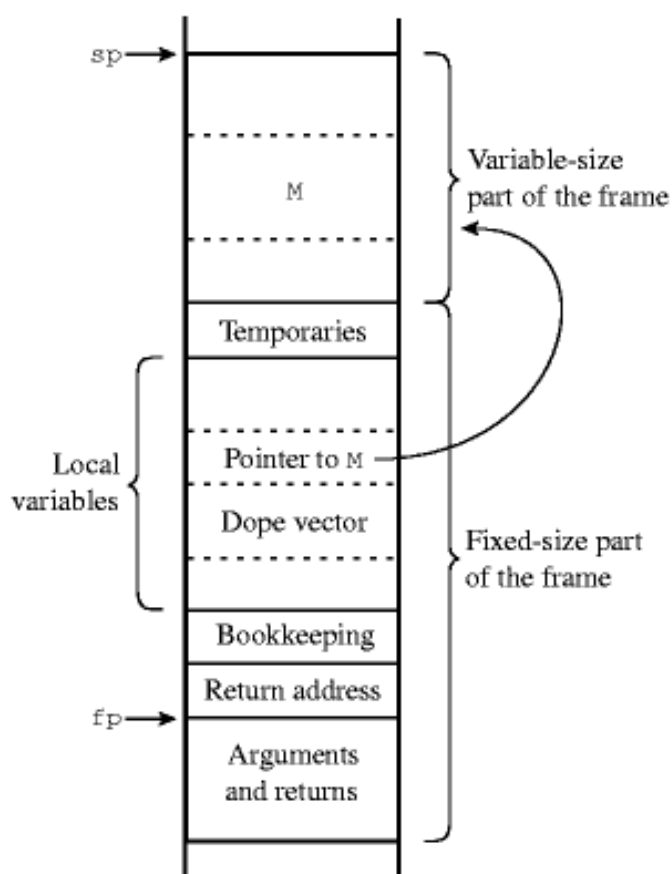 sp
M
Variable-size
part of the frame
Temporaries
Pointer to M
Local
variables
Dope vector
Fixed-size part
of the frame
Bookkeeping
Return address
fp
Arguments
and returns